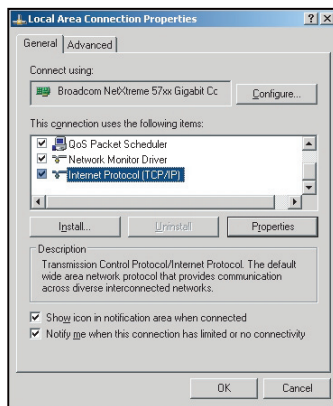 Local Area Connection Properties
General Advanced
Connect using:
Broadcom NetXtreme 57xx Gigabit Cc
Configure...
This connection uses the following items:
QoS Packet Scheduler
Network Monitor Driver
Internet Protocol (TCP/IP)
Install... Uninstall Properties
Description
Transmission Control Protocol/Internet Protocol. The default
wide area network protocol that provides communication
across diverse interconnected networks.
Show icon in notification area when connected
Notify me when this connection has limited or no connectivity
OK Cancel